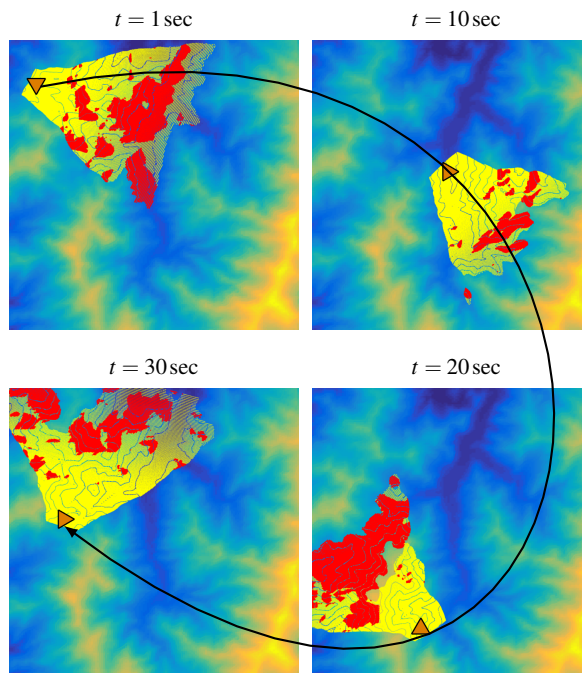 t = 1 sec
t = 10 sec
t = 30 sec
t = 20 sec